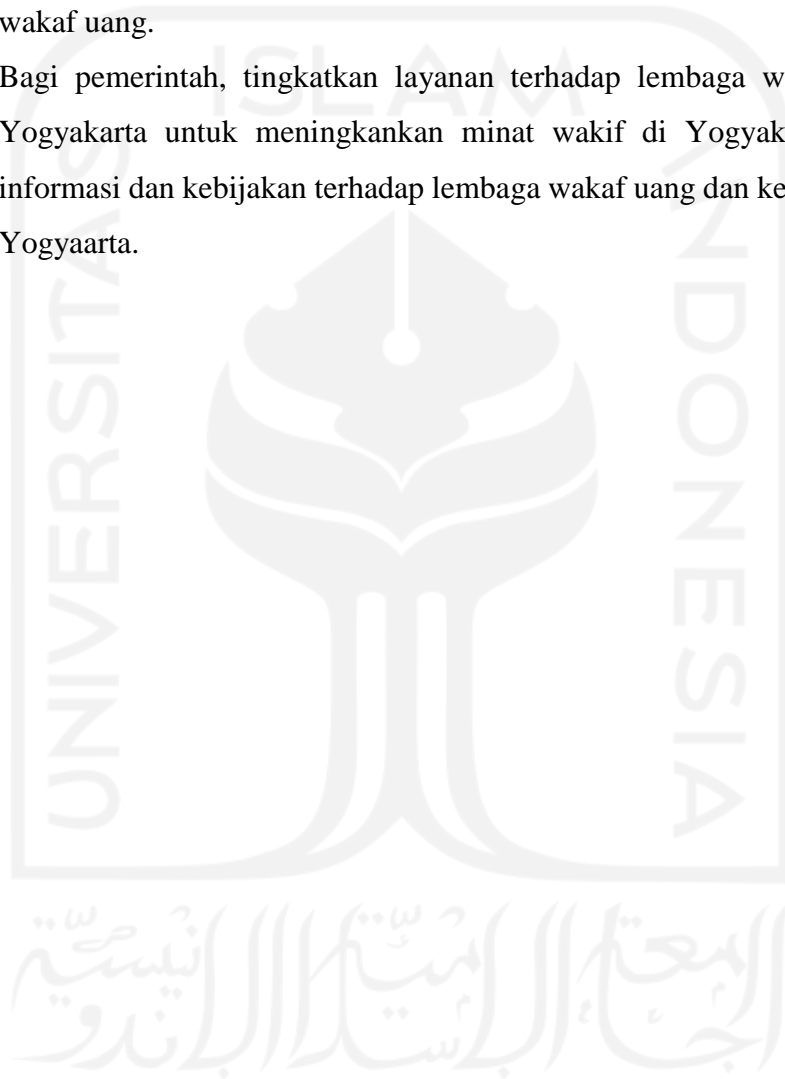 wakaf uang.
Bagi pemerintah, tingkatkan layanan terhadap lembaga w
Yogyakarta untuk meningkankan minat wakif di Yogyak
informasi dan kebijakan terhadap lembaga wakaf uang dan ke
Yogyaarta.
ISLAM
UNIVERSITAS
INDONESIA